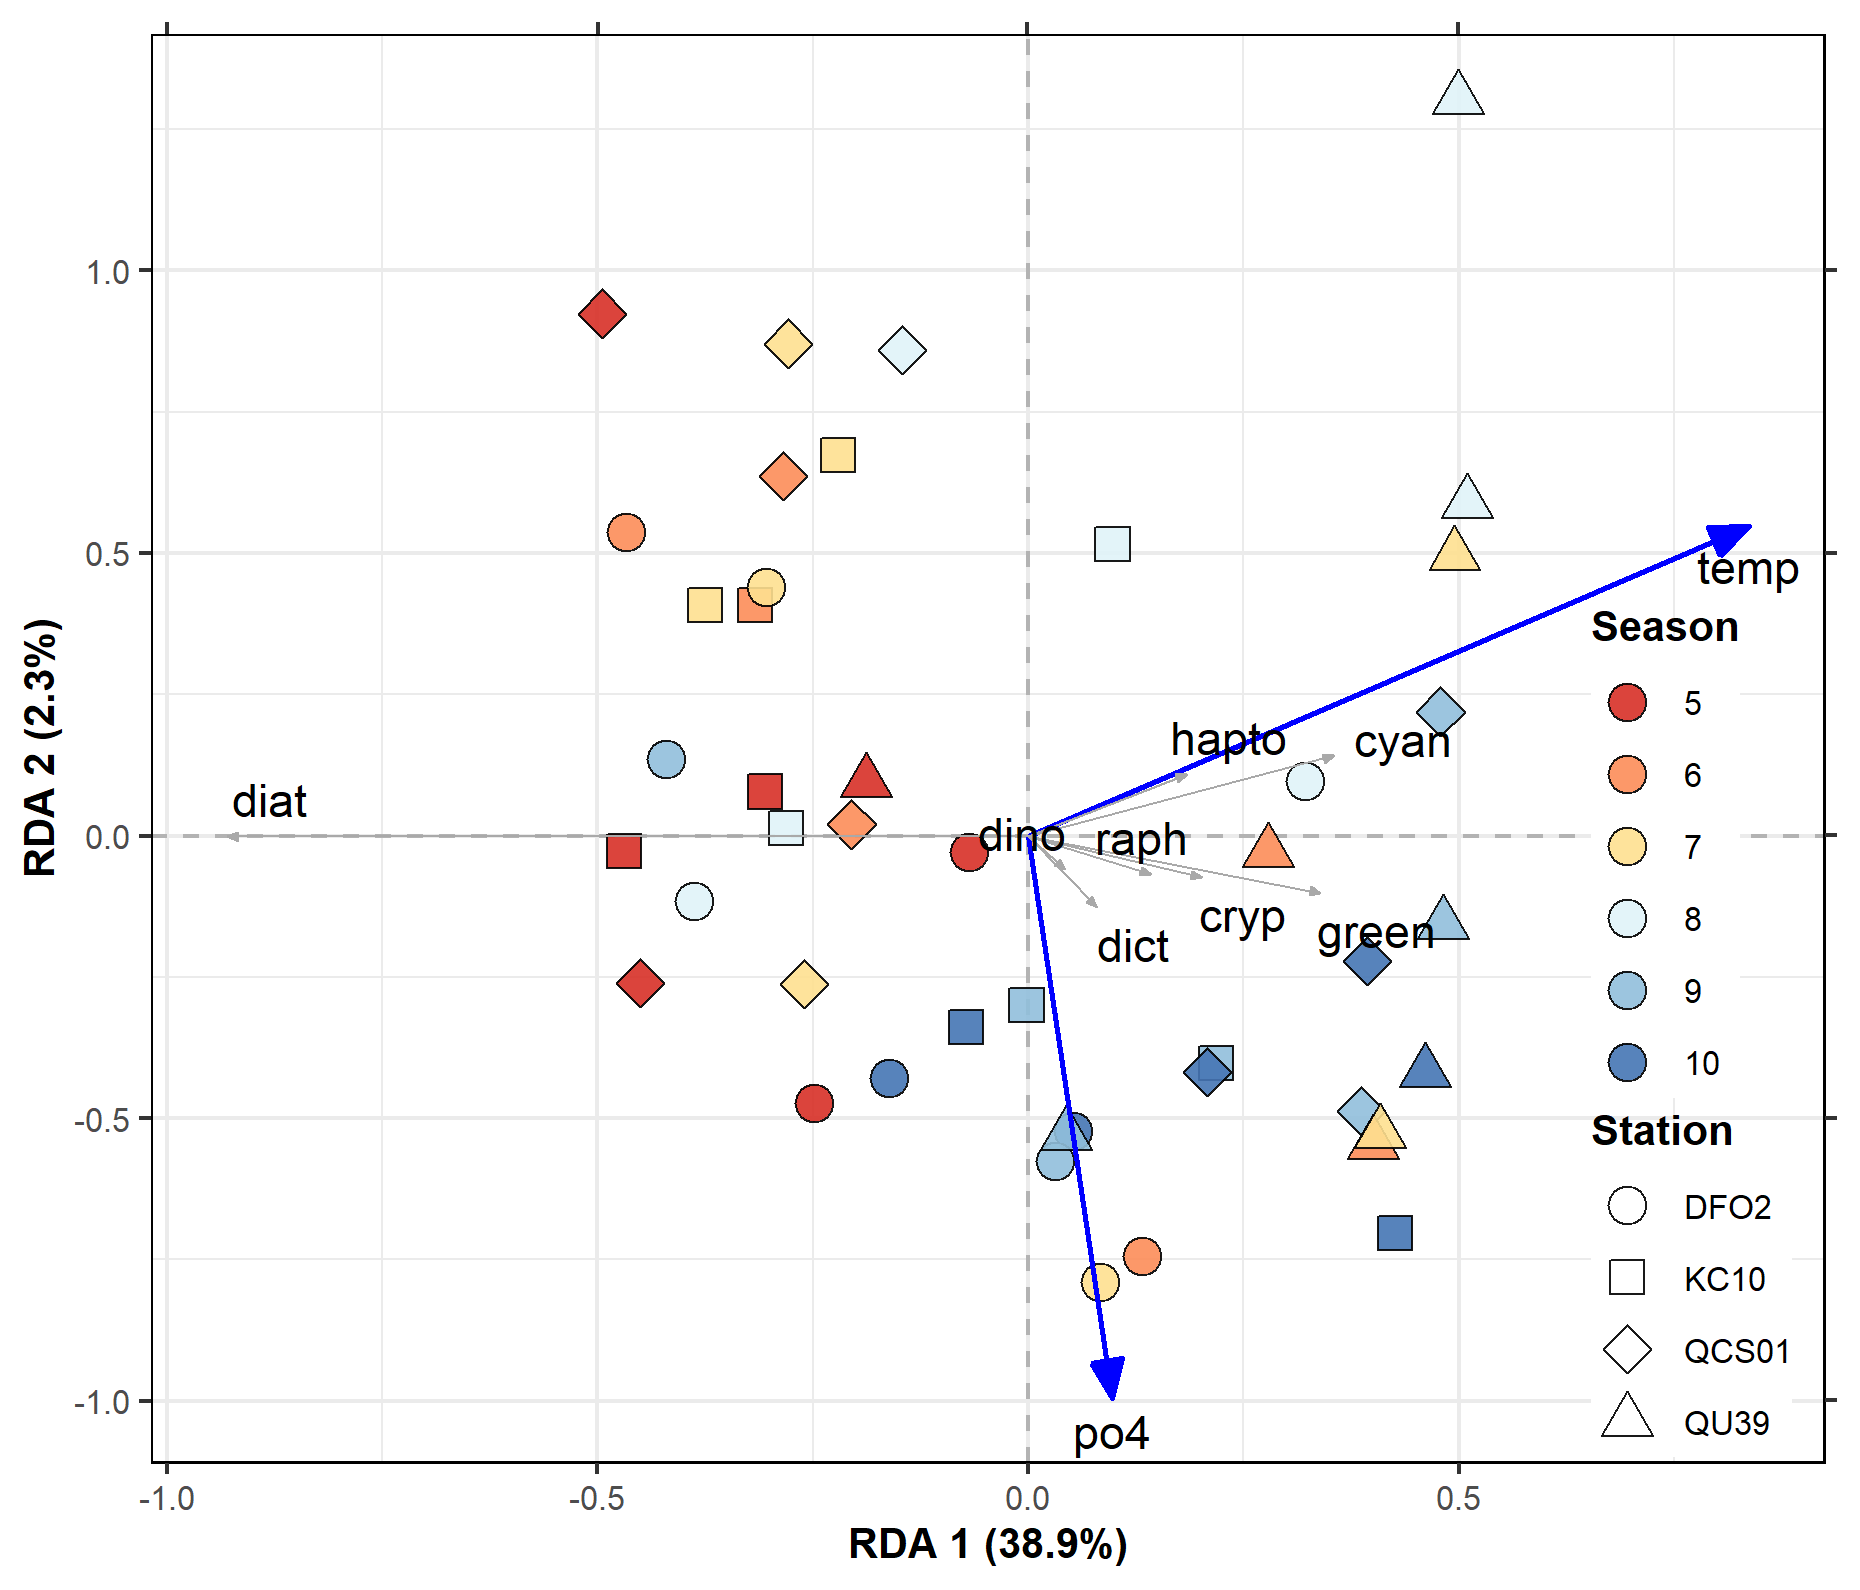 RDA 2 (2.3%)
1.0
0.5
0.0
-0.5
-1.0
temp
hapto
cyan
diat
dino
raph
cryp
green
dict
po4
Season
5
6
7
8
9
10
Station
DFO2
KC10
QCS01
QU39
-1.0
-0.5
0.0
0.5
RDA 1 (38.9%)